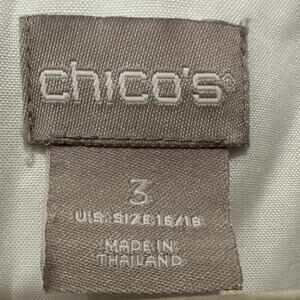 chico's®
3
U.S. SIZE 16/18
MADE IN
THAILAND